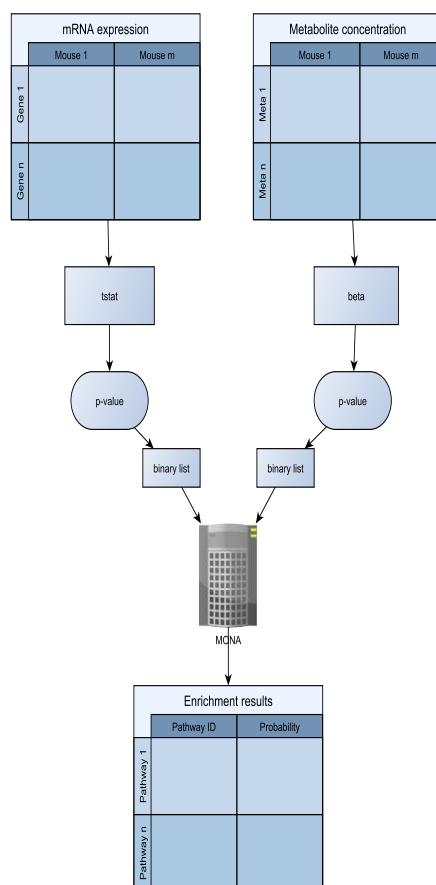 mRNA expression
Mouse 1 Mouse m
Gene 1
Gene n
Metabolite concentration
Mouse 1 Mouse m
Meta 1
Meta n
tstat
beta
p-value
p-value
binary list
binary list
MONA
Enrichment results
Pathway ID Probability
Pathway 1
Pathway n